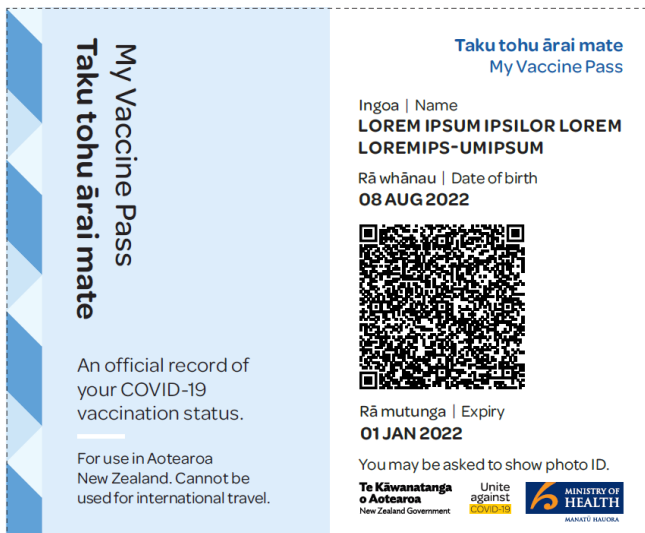 My Vaccine Pass
Taku tohu ārai mate
An official record of
your COVID-19
vaccination status.
For use in Aotearoa
New Zealand. Cannot be
used for international travel.
Taku tohu ārai mate
My Vaccine Pass
Ingoa | Name
LOREM IPSUM IPSILOR LOREM
LOREMIPS-UMIPSUM
Rā whānau | Date of birth
08 AUG 2022
Rā mutunga | Expiry
01 JAN 2022
You may be asked to show photo ID.
Te Kāwanatanga
o Aotearoa
New Zealand Government
Unite
against
COVID-19
MINISTRY OF
HEALTH
MANATŪ HAUORA